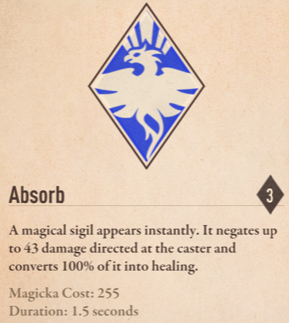 Absorb
3
A magical sigil appears instantly. It negates up
to 43 damage directed at the caster and
converts 100% of it into healing.
Magicka Cost: 255
Duration: 1.5 seconds